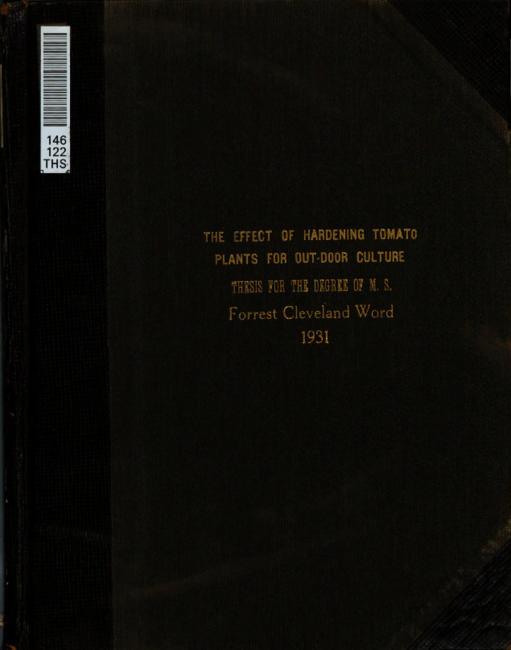 146
122
THS
THE EFFECT OF HARDENING TOMATO
PLANTS FOR OUT-DOOR CULTURE
THESIS FOR THE DEGREE OF M. S.
Forrest Cleveland Word
1931